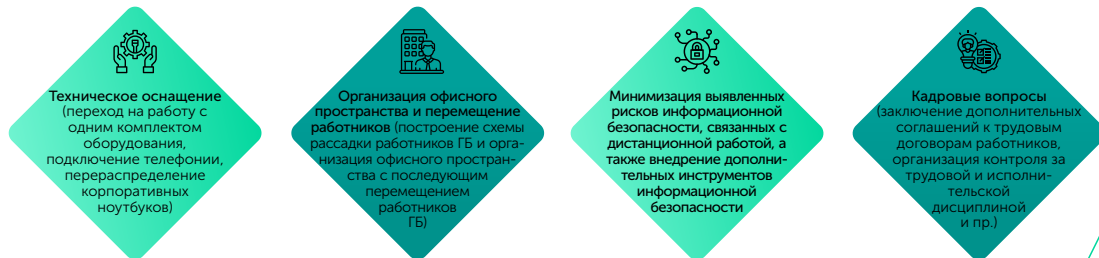 Техническое оснащение
(переход на работу с
одним комплектом
оборудования,
подключение телефонии,
перераспределение
корпоративных
ноутбуков)
Организация офисного
пространства и перемещение
работников (построение схемы
рассадки работников ГБ и орга-
низация офисного простран-
ства с последующим
перемещением
работников
ГБ)
Минимизация выявленных
рисков информационной
безопасности, связанных с
дистанционной работой, а
также внедрение дополни-
тельных инструментов
информационной
безопасности
Кадровые вопросы
(заключение дополнительных
соглашений к трудовым
договорам работников,
организация контроля за
трудовой и исполни-
тельской
дисциплиной
и пр.)